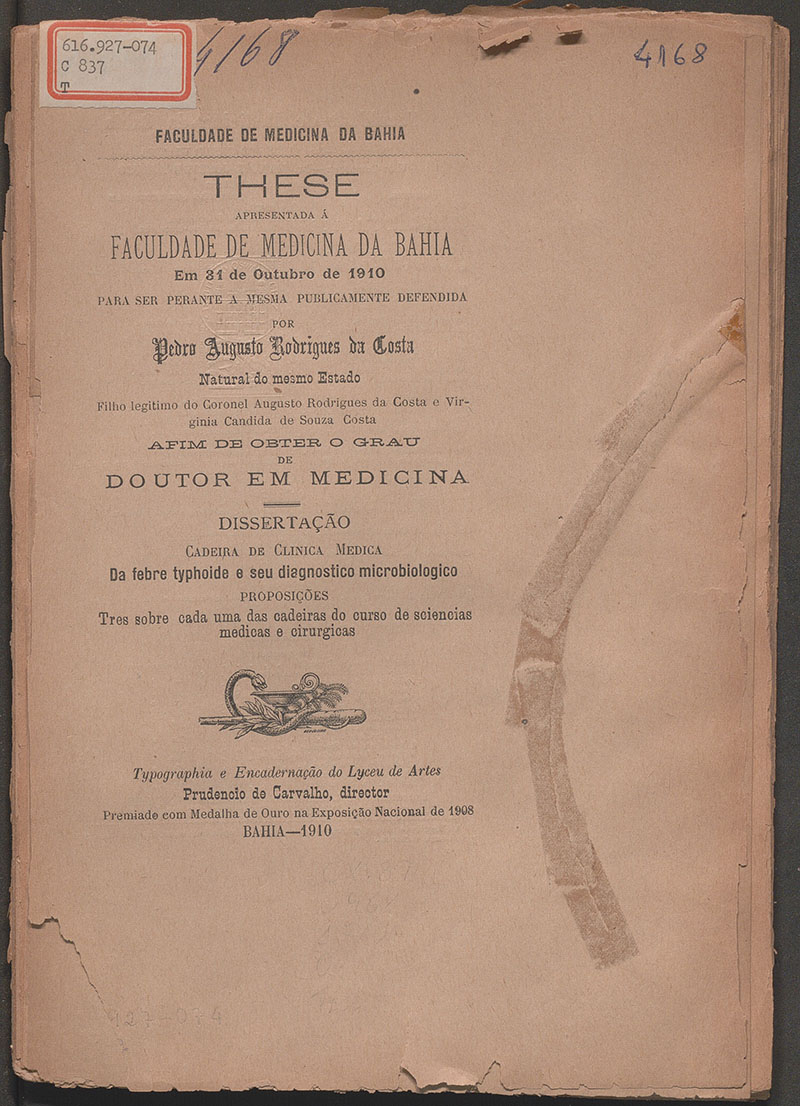 616.927-074
C 837
T
4168
4168
FACULDADE DE MEDICINA DA BAHIA
THESE
APRESENTADA Á
FACULDADE DE MEDICINA DA BAHIA
Em 31 de Outubro de 1910
PARA SER PERANTE A MESMA PUBLICAMENTE DEFENDIDA
POR
Pedro Augusto Rodrigues da Costa
Natural do mesmo Estado
Filho legitimo do Coronel Augusto Rodrigues da Costa e Vir-
ginia Candida de Souza Costa
AFIM DE OBTER O GRAU
DE
DOUTOR EM MEDICINA
DISSERTAÇÃO
CADEIRA DE CLINICA MEDICA
Da febre typhoide e seu diagnostico microbiologico
PROPOSIÇÕES
Tres sobre cada uma das cadeiras do curso de sciencias
medicas e cirurgicas
Typographia e Encadernação do Lyceu de Artes
Prudencio de Carvalho, director
Premiado com Medalha de Ouro na Exposição Nacional de 1908
BAHIA—1910